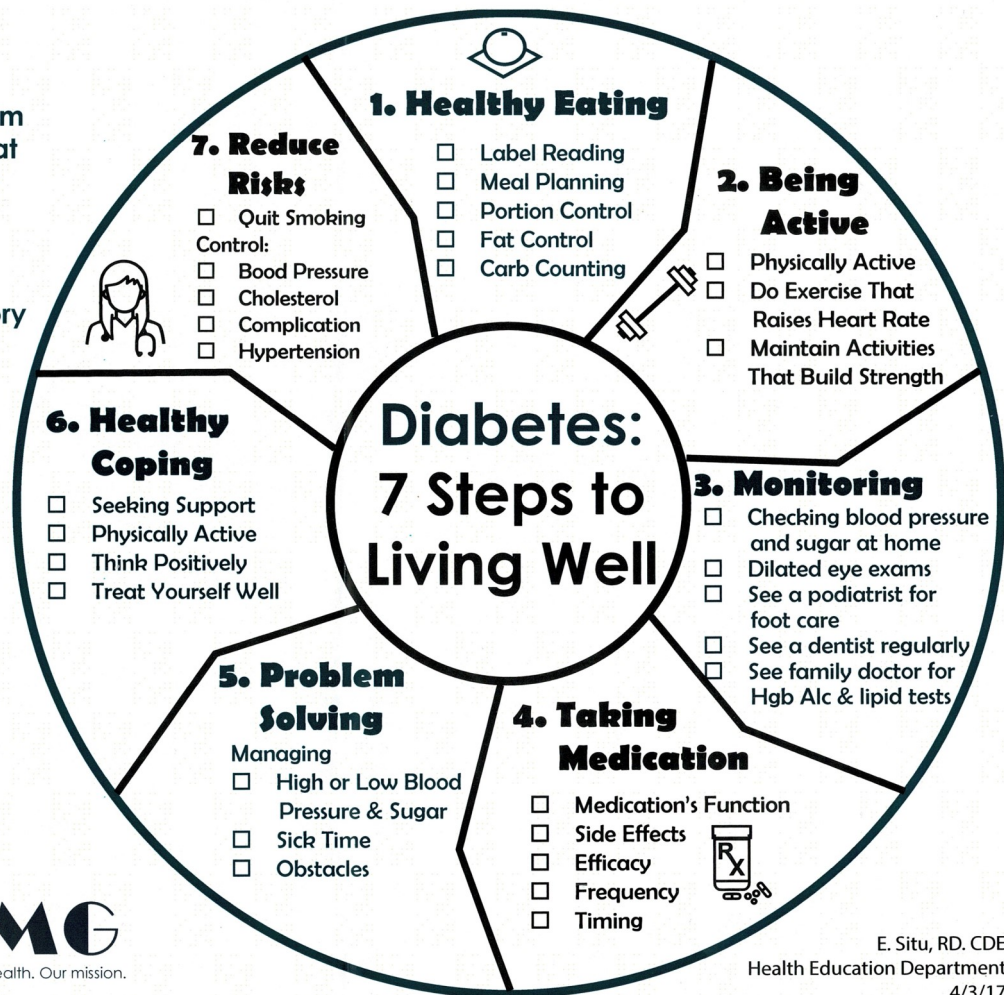 m
at
ry
1. Healthy Eating
Label Reading
Meal Planning
Portion Control
Fat Control
Carb Counting
2. Being
Active
Physically Active
Do Exercise That
Raises Heart Rate
Maintain Activities
That Build Strength
3. Monitoring
Checking blood pressure
and sugar at home
Dilated eye exams
See a podiatrist for
foot care
See a dentist regularly
See family doctor for
Hgb Alc & lipid tests
4. Taking
Medication
Medication's Function
Side Effects
Efficacy
Frequency
Timing
Rx
5. Problem
Solving
Managing
High or Low Blood
Pressure & Sugar
Sick Time
Obstacles
6. Healthy
Coping
Seeking Support
Physically Active
Think Positively
Treat Yourself Well
7. Reduce
Risks
Quit Smoking
Control:
Bood Pressure
Cholesterol
Complication
Hypertension
Diabetes:
7 Steps to
Living Well
MG
ealth. Our mission.
E. Situ, RD. CDE
Health Education Department
4/3/17